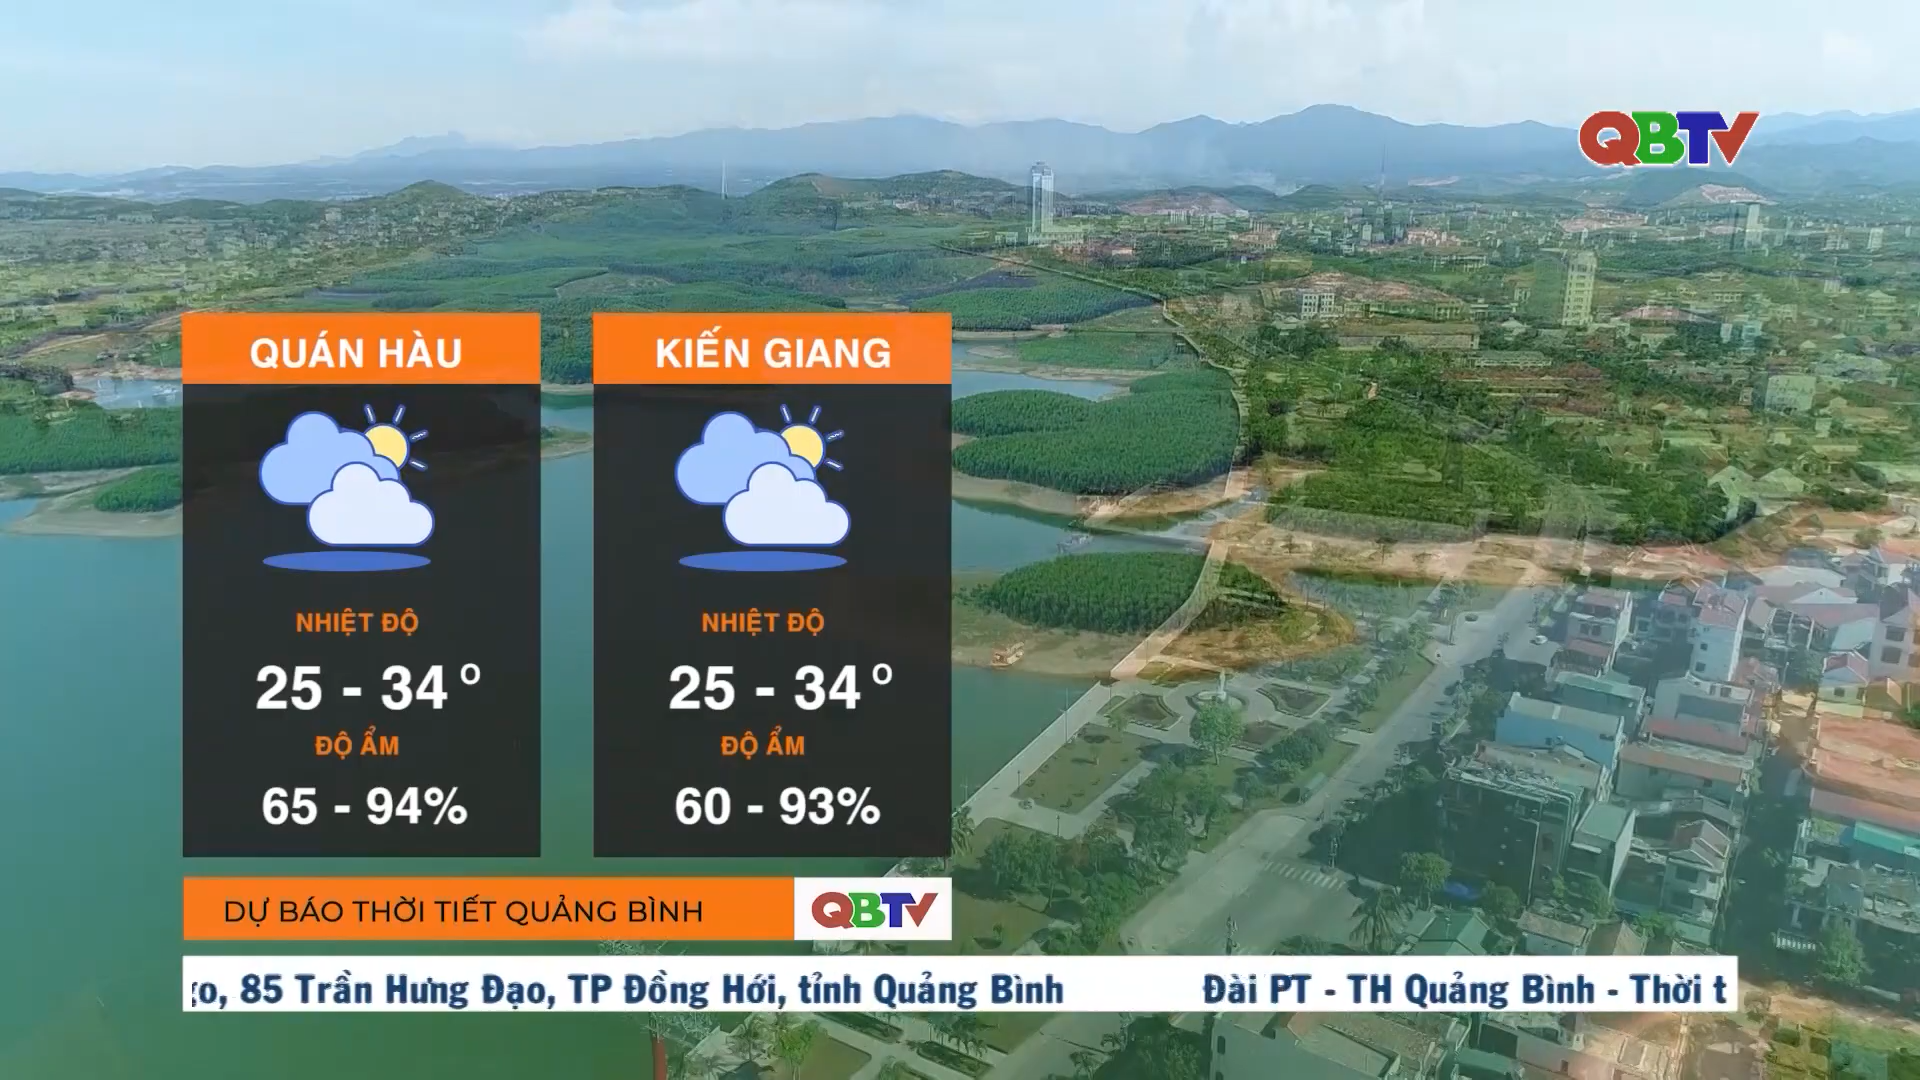 QBTV
QUÁN HÀU
NHIỆT ĐỘ
25 - 34°
ĐỘ ẨM
65 - 94%
KIẾN GIANG
NHIỆT ĐỘ
25 - 34°
ĐỘ ẨM
60 - 93%
DỰ BÁO THỜI TIẾT QUẢNG BÌNH
QBTV
85 Trần Hưng Đạo, TP Đồng Hới, tỉnh Quảng Bình Đài PT - TH Quảng Bình - Thời t